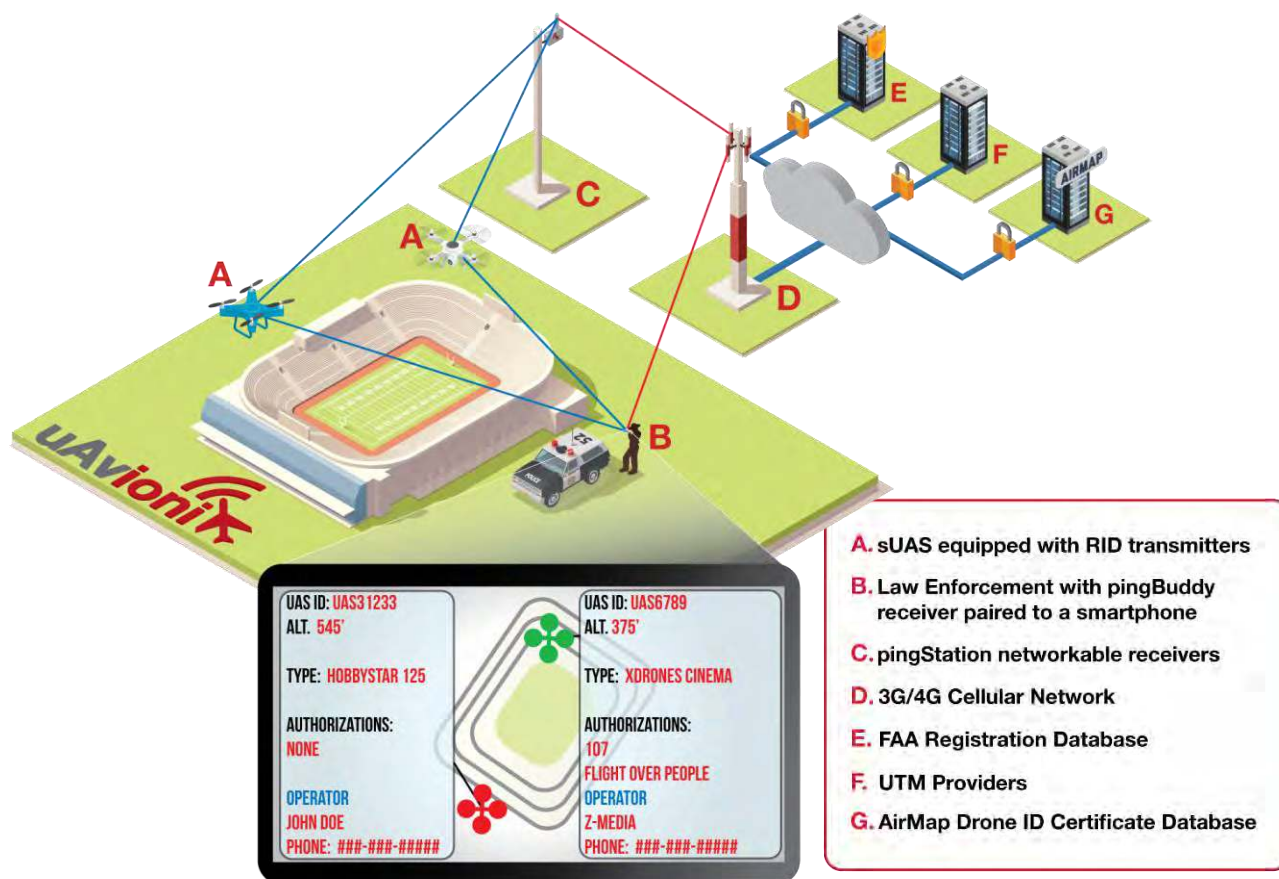 E
F
AIRMAP
G
C
A
A
D
B
52
POLICE
uAvionix
UAS ID: UAS31233
ALT. 545'
TYPE: HOBBYSTAR 125
AUTHORIZATIONS:
NONE
OPERATOR
JOHN DOE
PHONE: ###-###-#####
UAS ID: UAS6789
ALT. 375'
TYPE: XDRONES CINEMA
AUTHORIZATIONS:
107
FLIGHT OVER PEOPLE
OPERATOR
Z-MEDIA
PHONE: ###-###-#####
A. sUAS equipped with RID transmitters
B. Law Enforcement with pingBuddy
receiver paired to a smartphone
C. pingStation networkable receivers
D. 3G/4G Cellular Network
E. FAA Registration Database
F. UTM Providers
G. AirMap Drone ID Certificate Database